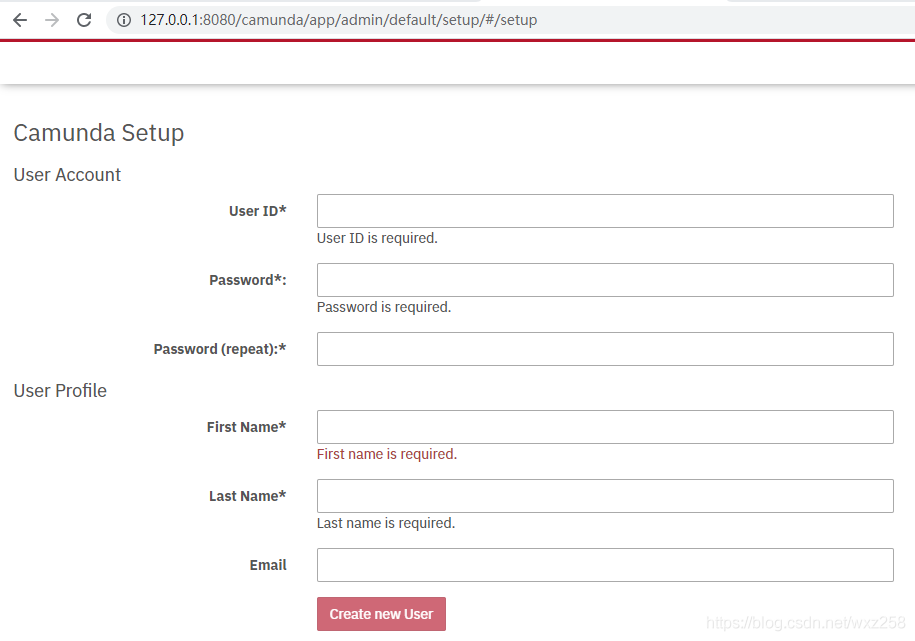 127.0.0.1:8080/camunda/app/admin/default/setup/#/setup
Camunda Setup
User Account
User ID*
User ID is required.
Password*:
Password is required.
Password (repeat):*
User Profile
First Name*
First name is required.
Last Name*
Last name is required.
Email
Create new User
https://blog.csdn.net/wxz258